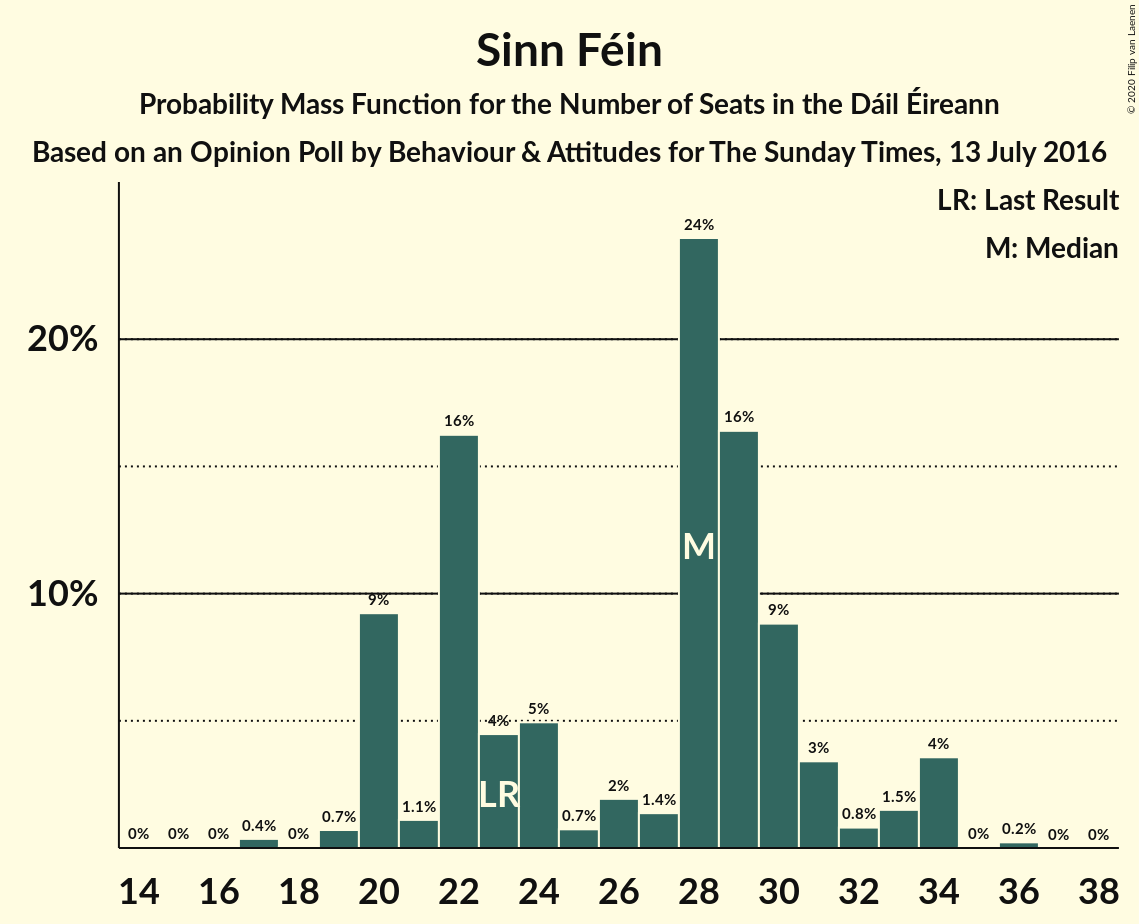 Sinn Féin
Probability Mass Function for the Number of Seats in the Dáil Éireann
Based on an Opinion Poll by Behaviour & Attitudes for The Sunday Times, 13 July 2016
© 2020 Filip van Laenen
LR: Last Result
M: Median
20%
10%
0% 0% 0% 0.4% 0% 0.7% 9% 1.1% 16% 4% 5% 0.7% 2% 1.4% 24% 16% 9% 3% 0.8% 1.5% 4% 0% 0.2% 0% 0%
M
LR
14 16 18 20 22 24 26 28 30 32 34 36 38